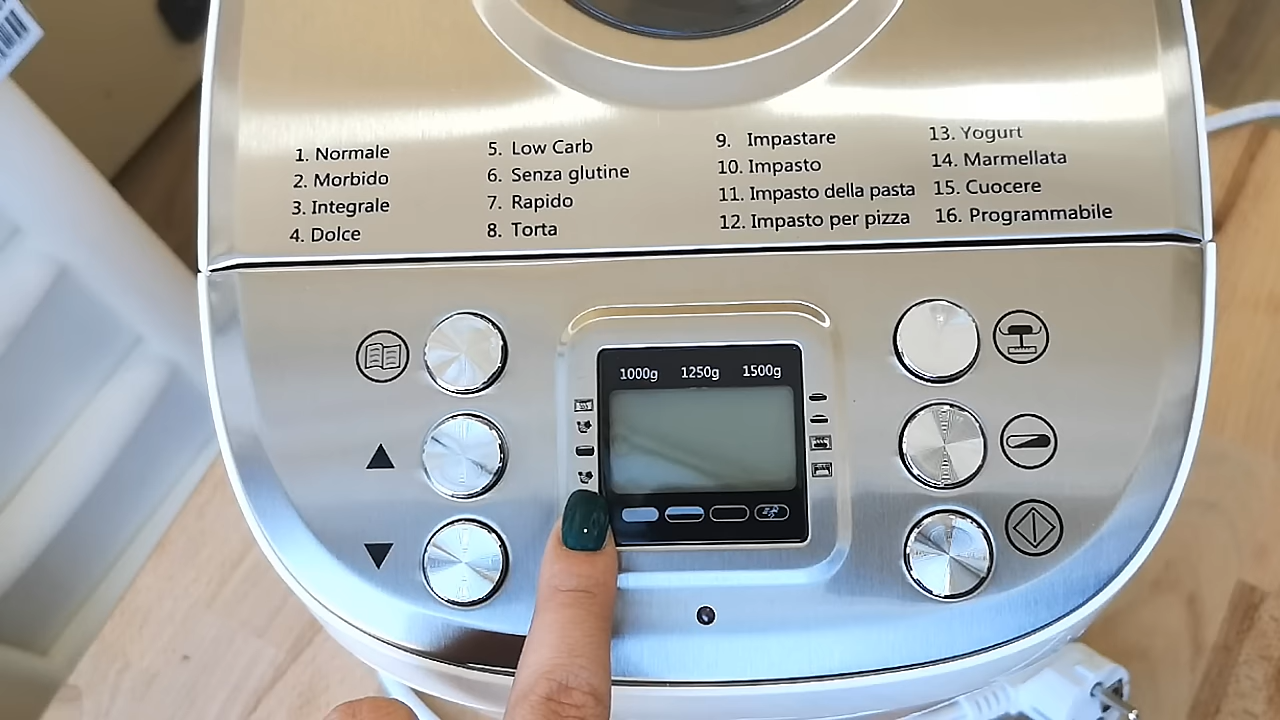 1. Normale
2. Morbido
3. Integrale
4. Dolce
5. Low Carb
6. Senza glutine
7. Rapido
8. Torta
9. Impastare
10. Impasto
11. Impasto della pasta
12. Impasto per pizza
13. Yogurt
14. Marmellata
15. Cuocere
16. Programmabile
1000g 1250g 1500g